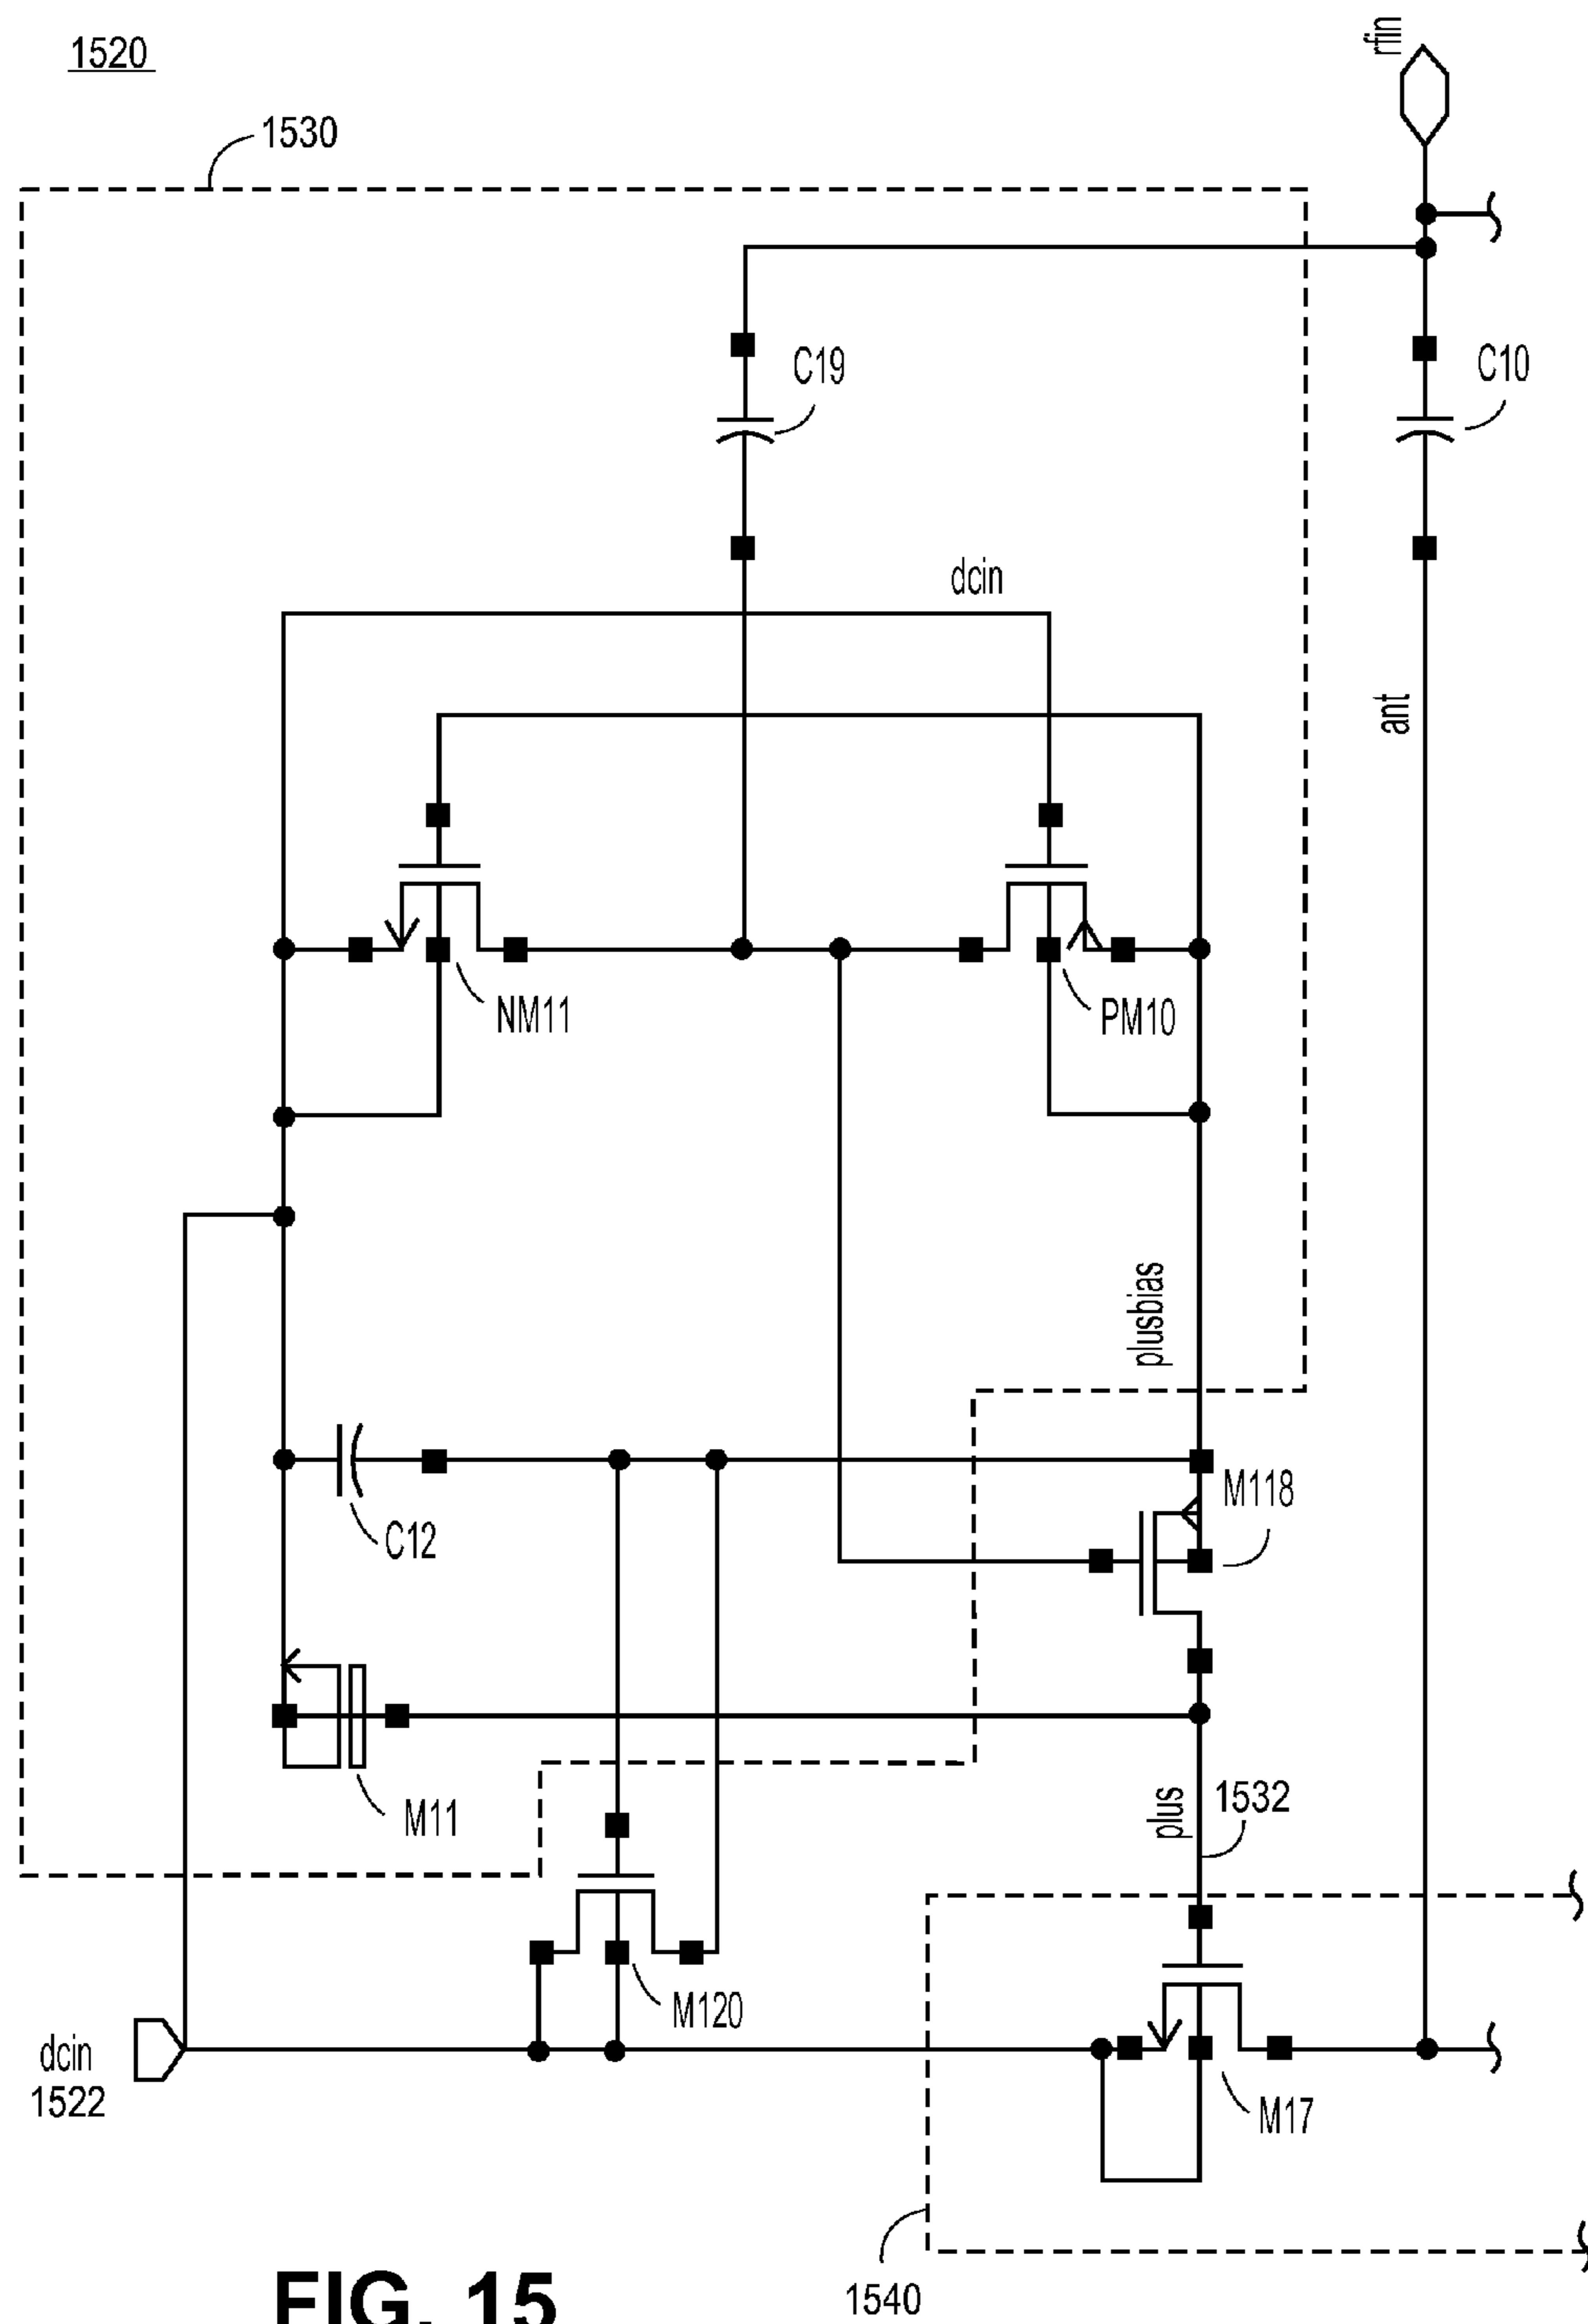 1520
rfin
1530
C19
C10
dcin
ant
NM11
PM10
plusbias
M118
C12
plus
1532
M11
M120
dcin
1522
M17
1540
FIG. 15